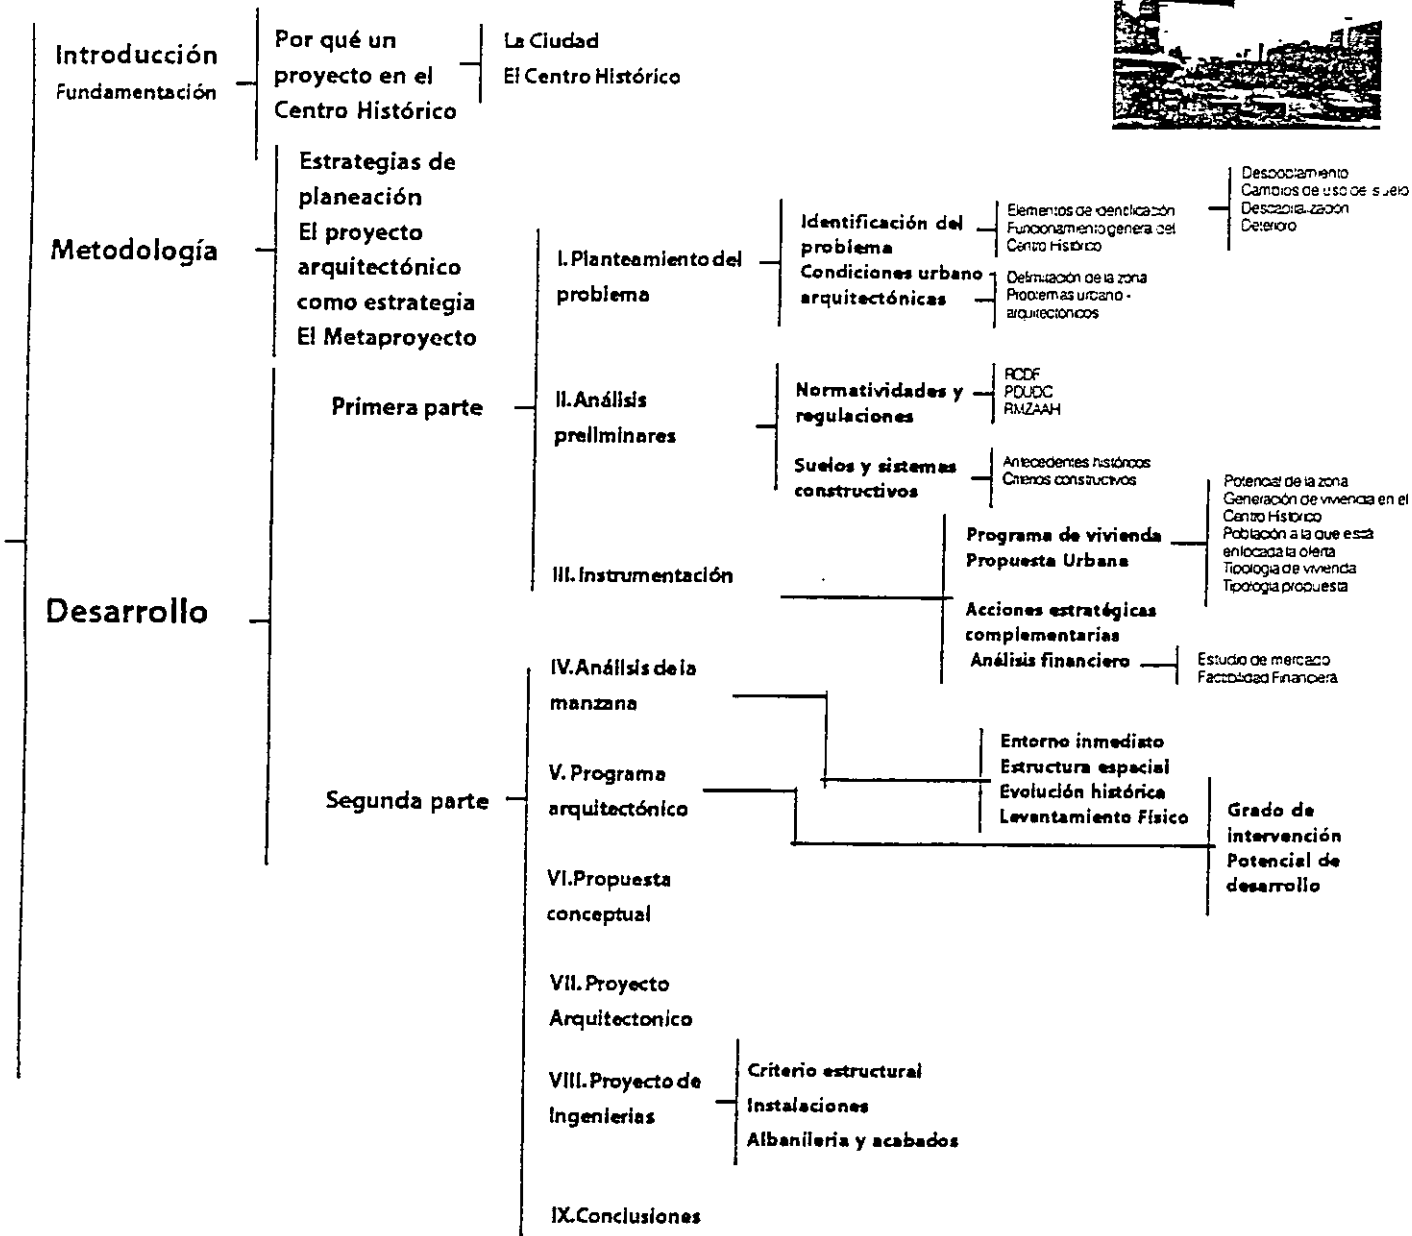 Introducción
Fundamentación
Por qué un
proyecto en el
Centro Histórico
La Ciudad
El Centro Histórico
Metodología
Estrategias de
planeación
El proyecto
arquitectónico
como estrategia
El Metaproyecto
Desarrollo
Primera parte
I.Planteamiento del
problema
Identificación del
problema
Elementos de identicación
Funcionamiento general del
Centro Histórico
Despoblamiento
Cambios de uso de suelo
Descapitalización
Deterioro
Condiciones urbano
arquitectónicas
Delimitación de la zona
Problemas urbano -
arquitectónicos
II.Análisis
preliminares
Normatividades y
regulaciones
RCDF
PDUDC
RMZAAH
Suelos y sistemas
constructivos
Antecedentes históricos
Criterios constructivos
III.Instrumentación
Programa de vivienda
Propuesta Urbana
Potencial de la zona
Generación de vivienda en el
Centro Histórico
Población a la que está
enfocada la oferta
Tipología de vivienda
Tipología propuesta
Acciones estratégicas
complementarias
Análisis financiero
Estudio de mercado
Factibilidad Financiera
Segunda parte
IV.Análisis de la
manzana
Entorno inmediato
Estructura espacial
Evolución histórica
Levantamiento Físico
V. Programa
arquitectónico
Grado de
intervención
Potencial de
desarrollo
VI.Propuesta
conceptual
VII.Proyecto
Arquitectonico
VIII.Proyecto de
Ingenierias
Criterio estructural
Instalaciones
Albanileria y acabados
IX.Conclusiones